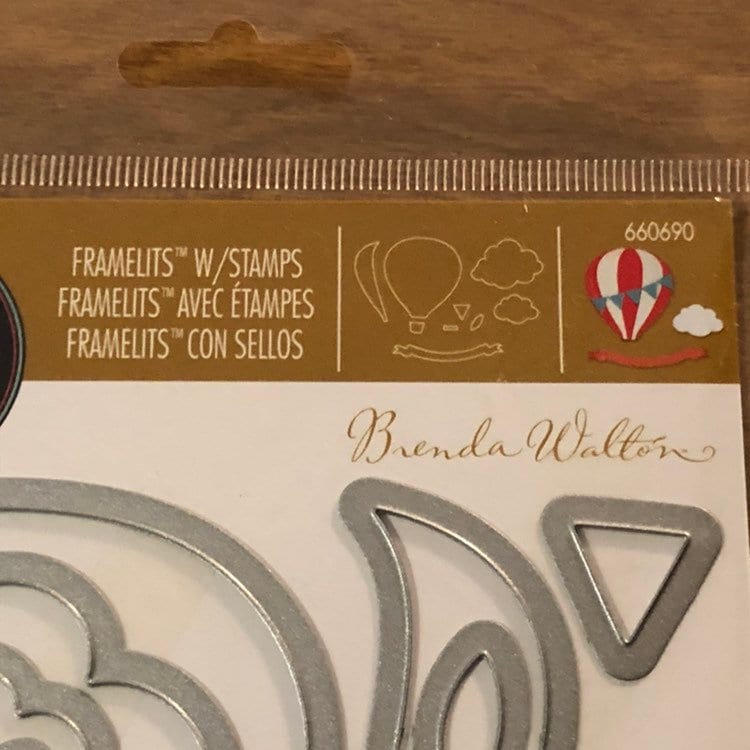 FRAMELITS™ W/STAMPS
FRAMELITS™ AVEC ÉTAMPES
FRAMELITS™ CON SELLOS
660690
Brenda Walton